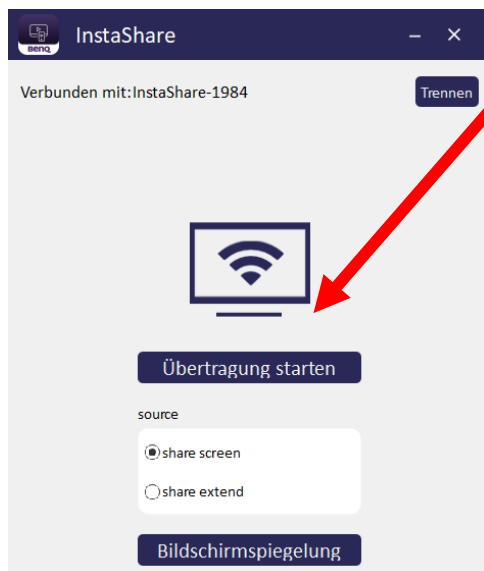 BenQ
InstaShare
Verbunden mit:InstaShare-1984
Trennen
Übertragung starten
source
share screen
share extend
Bildschirmspiegelung